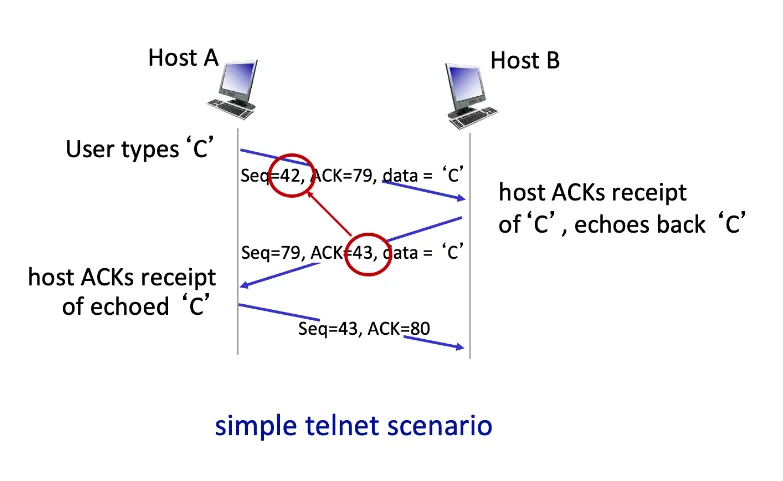 Host A
Host B
User types ‘C’
Seq=42, ACK=79, data = ‘C’
host ACKs receipt
of ‘C’, echoes back ‘C’
Seq=79, ACK=43, data = ‘C’
host ACKs receipt
of echoed ‘C’
Seq=43, ACK=80
simple telnet scenario